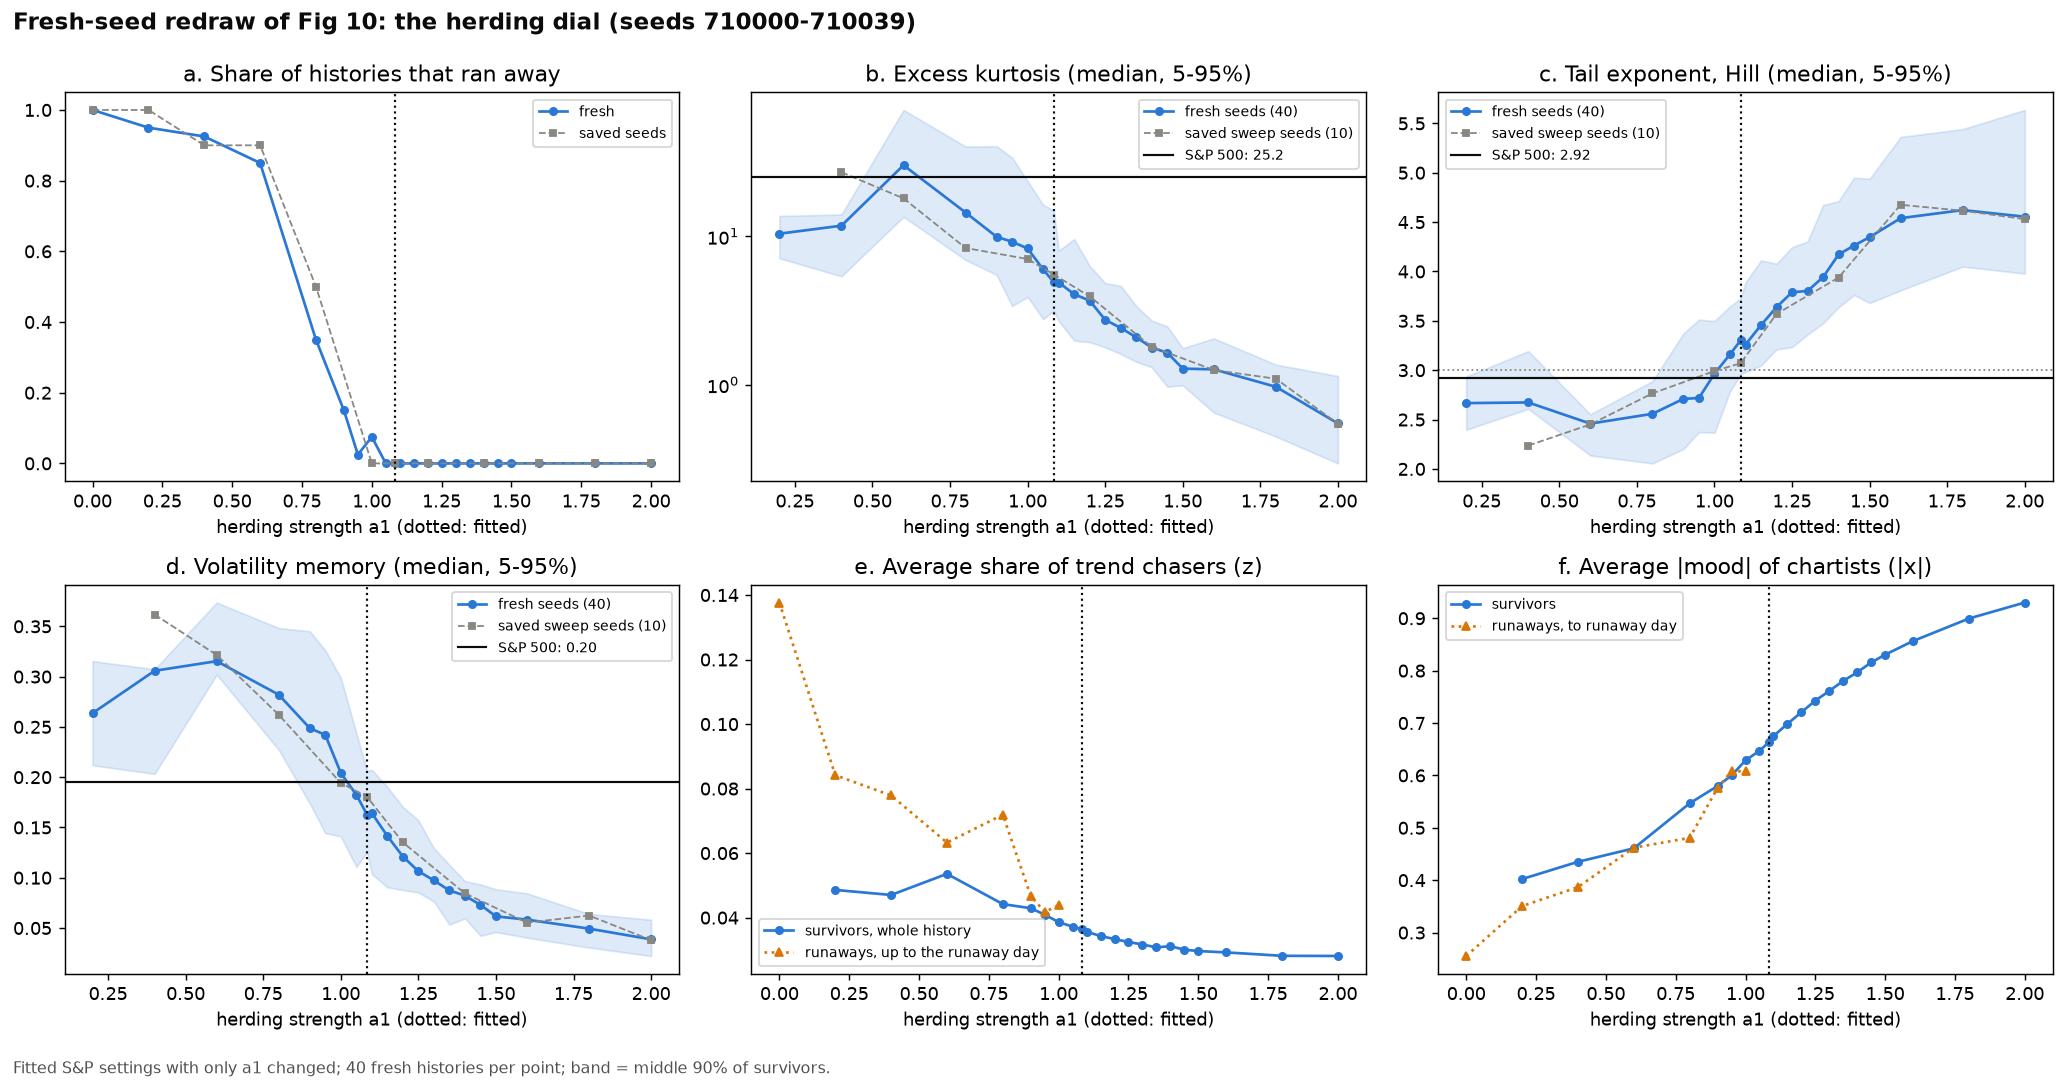 Fresh-seed redraw of Fig 10: the herding dial (seeds 710000-710039)
a. Share of histories that ran away
fresh
saved seeds
1.0
0.8
0.6
0.4
0.2
0.0
0.00 0.25 0.50 0.75 1.00 1.25 1.50 1.75 2.00
herding strength a1 (dotted: fitted)
b. Excess kurtosis (median, 5-95%)
fresh seeds (40)
saved sweep seeds (10)
S&P 500: 25.2
10¹
10⁰
0.25 0.50 0.75 1.00 1.25 1.50 1.75 2.00
herding strength a1 (dotted: fitted)
c. Tail exponent, Hill (median, 5-95%)
fresh seeds (40)
saved sweep seeds (10)
S&P 500: 2.92
5.5
5.0
4.5
4.0
3.5
3.0
2.5
2.0
0.25 0.50 0.75 1.00 1.25 1.50 1.75 2.00
herding strength a1 (dotted: fitted)
d. Volatility memory (median, 5-95%)
fresh seeds (40)
saved sweep seeds (10)
S&P 500: 0.20
0.35
0.30
0.25
0.20
0.15
0.10
0.05
0.25 0.50 0.75 1.00 1.25 1.50 1.75 2.00
herding strength a1 (dotted: fitted)
e. Average share of trend chasers (z)
0.14
0.12
0.10
0.08
0.06
0.04
survivors, whole history
runaways, up to the runaway day
0.00 0.25 0.50 0.75 1.00 1.25 1.50 1.75 2.00
herding strength a1 (dotted: fitted)
f. Average |mood| of chartists (|x|)
survivors
runaways, to runaway day
0.9
0.8
0.7
0.6
0.5
0.4
0.3
0.00 0.25 0.50 0.75 1.00 1.25 1.50 1.75 2.00
herding strength a1 (dotted: fitted)
Fitted S&P settings with only a1 changed; 40 fresh histories per point; band = middle 90% of survivors.